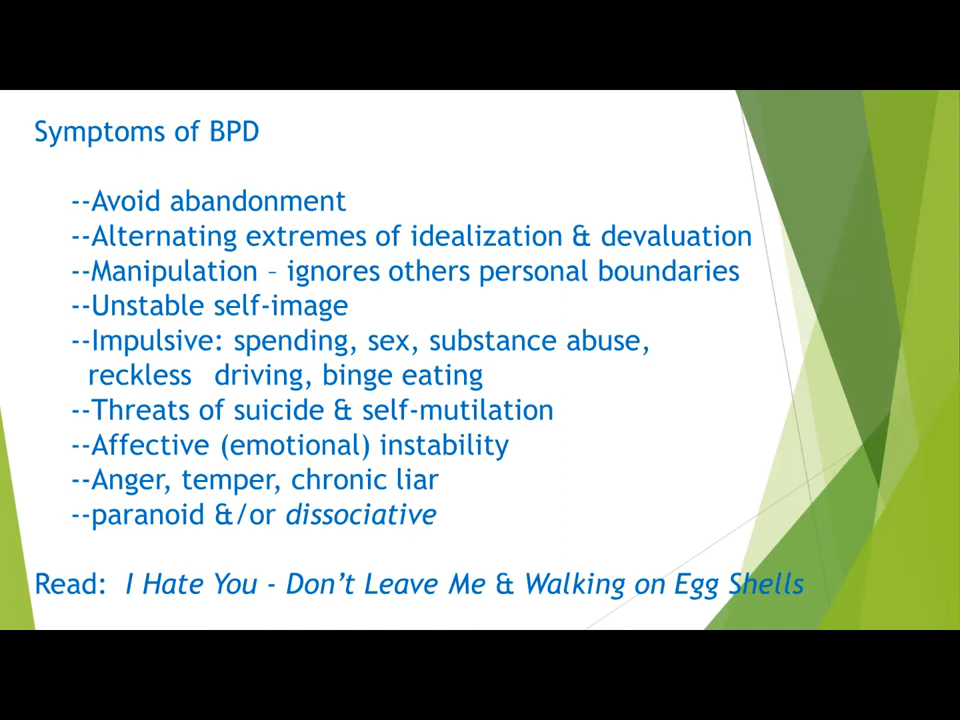 Symptoms of BPD
--Avoid abandonment
--Alternating extremes of idealization & devaluation
--Manipulation – ignores others personal boundaries
--Unstable self-image
--Impulsive: spending, sex, substance abuse,
reckless driving, binge eating
--Threats of suicide & self-mutilation
--Affective (emotional) instability
--Anger, temper, chronic liar
--paranoid &/or dissociative
Read: I Hate You - Don't Leave Me & Walking on Egg Shells